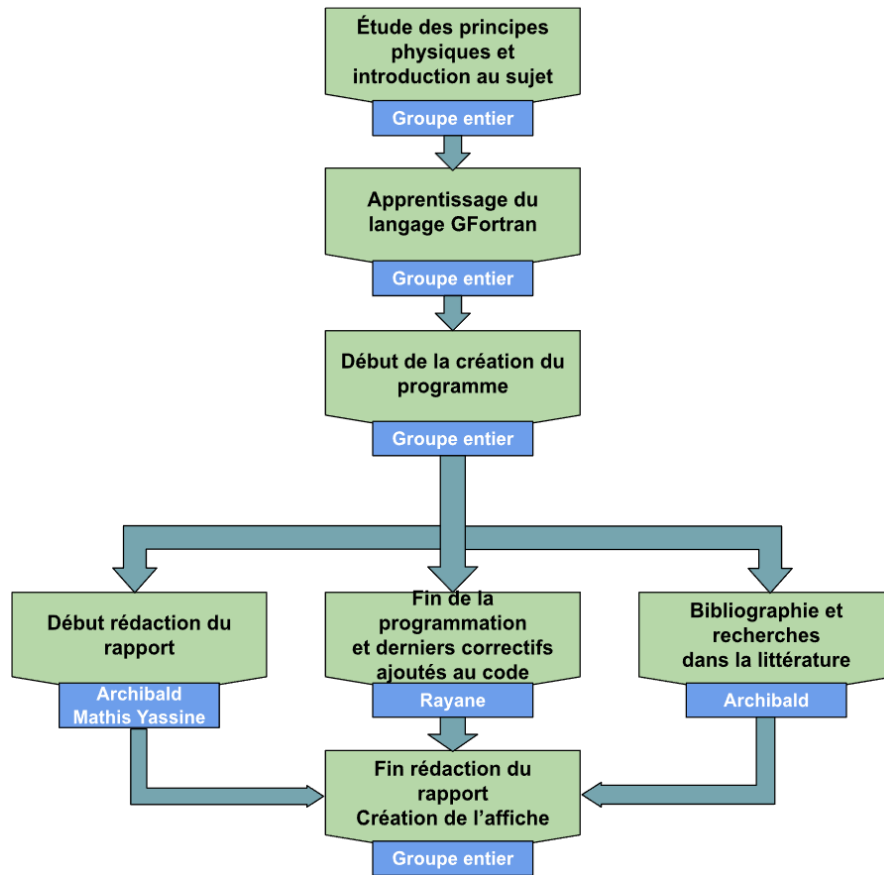 Étude des principes
physiques et
introduction au sujet
Groupe entier
Apprentissage du
langage GFortran
Groupe entier
Début de la création du
programme
Groupe entier
Début rédaction du
rapport
Archibald
Mathis Yassine
Fin de la
programmation
et derniers correctifs
ajoutés au code
Rayane
Bibliographie et
recherches
dans la littérature
Archibald
Fin rédaction du
rapport
Création de l'affiche
Groupe entier